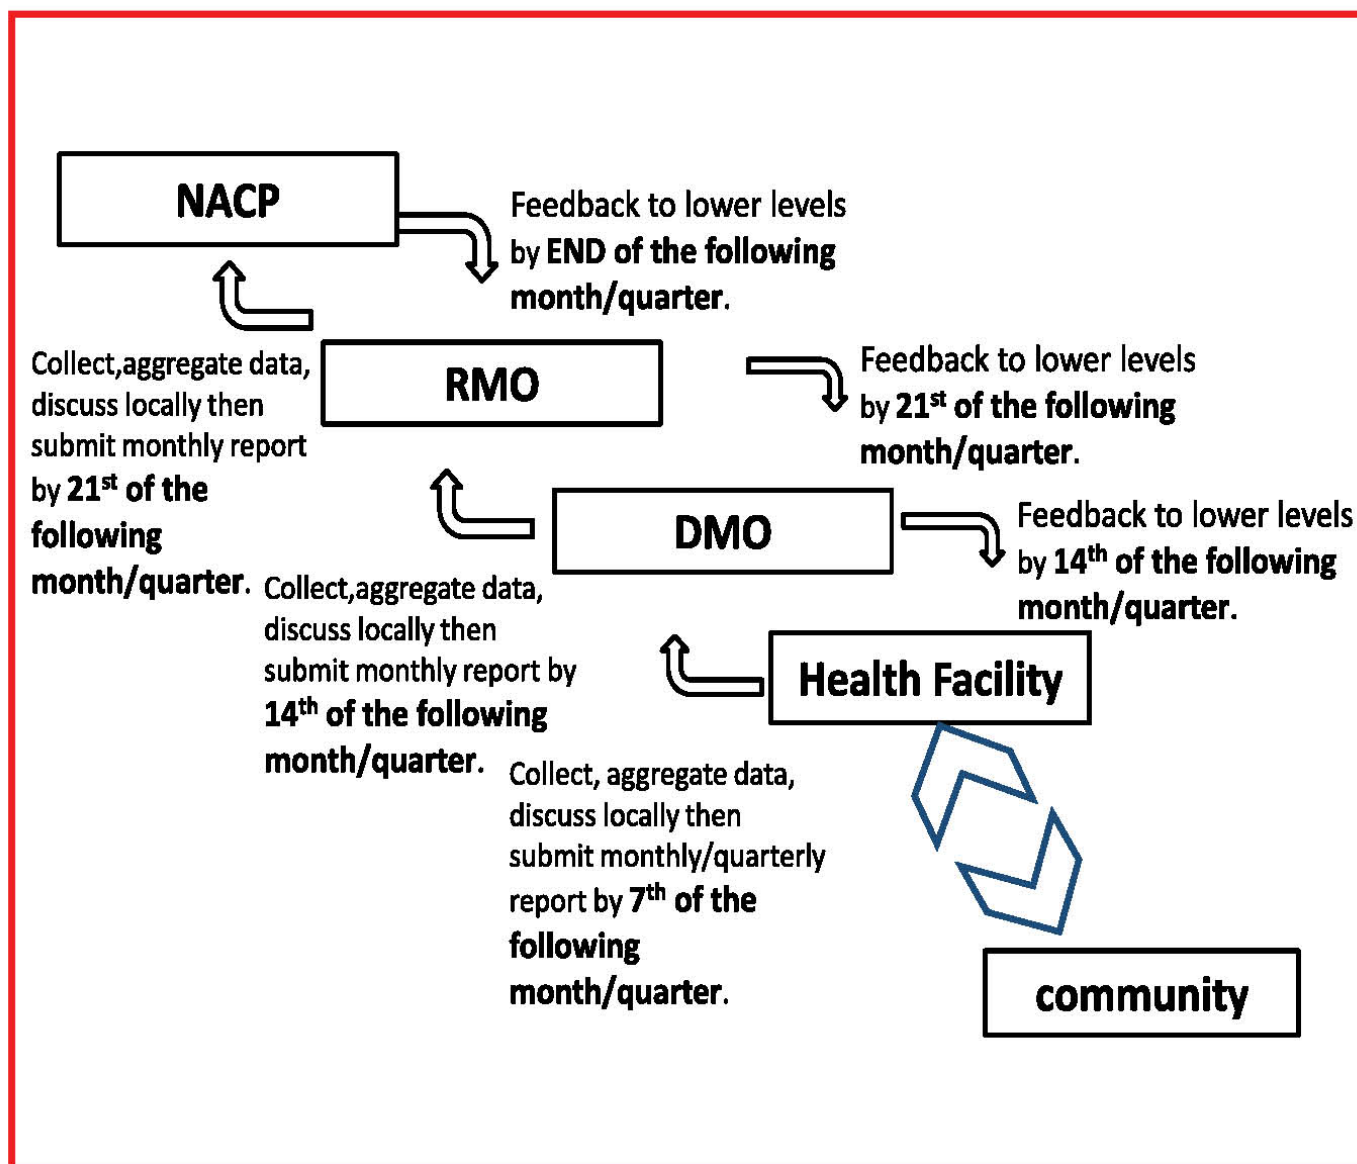 NACP
Feedback to lower levels
by END of the following
month/quarter.
RMO
Feedback to lower levels
by 21st of the following
month/quarter.
Collect,aggregate data,
discuss locally then
submit monthly report
by 21st of the
following
month/quarter.
DMO
Feedback to lower levels
by 14th of the following
month/quarter.
Collect,aggregate data,
discuss locally then
submit monthly report by
14th of the following
month/quarter.
Health Facility
Collect, aggregate data,
discuss locally then
submit monthly/quarterly
report by 7th of the
following
month/quarter.
community